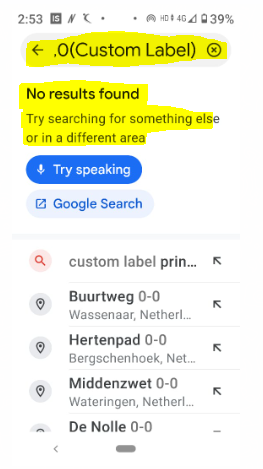 2:53 HD 4G 39%
.0(Custom Label)
No results found
Try searching for something else
or in a different area
Try speaking
Google Search
custom label prin...
Buurtweg 0-0
Wassenaar, Netherl...
Hertenpad 0-0
Bergschenhoek, Net...
Middenzwet 0-0
Wateringen, Netherl...
De Nolle 0-0